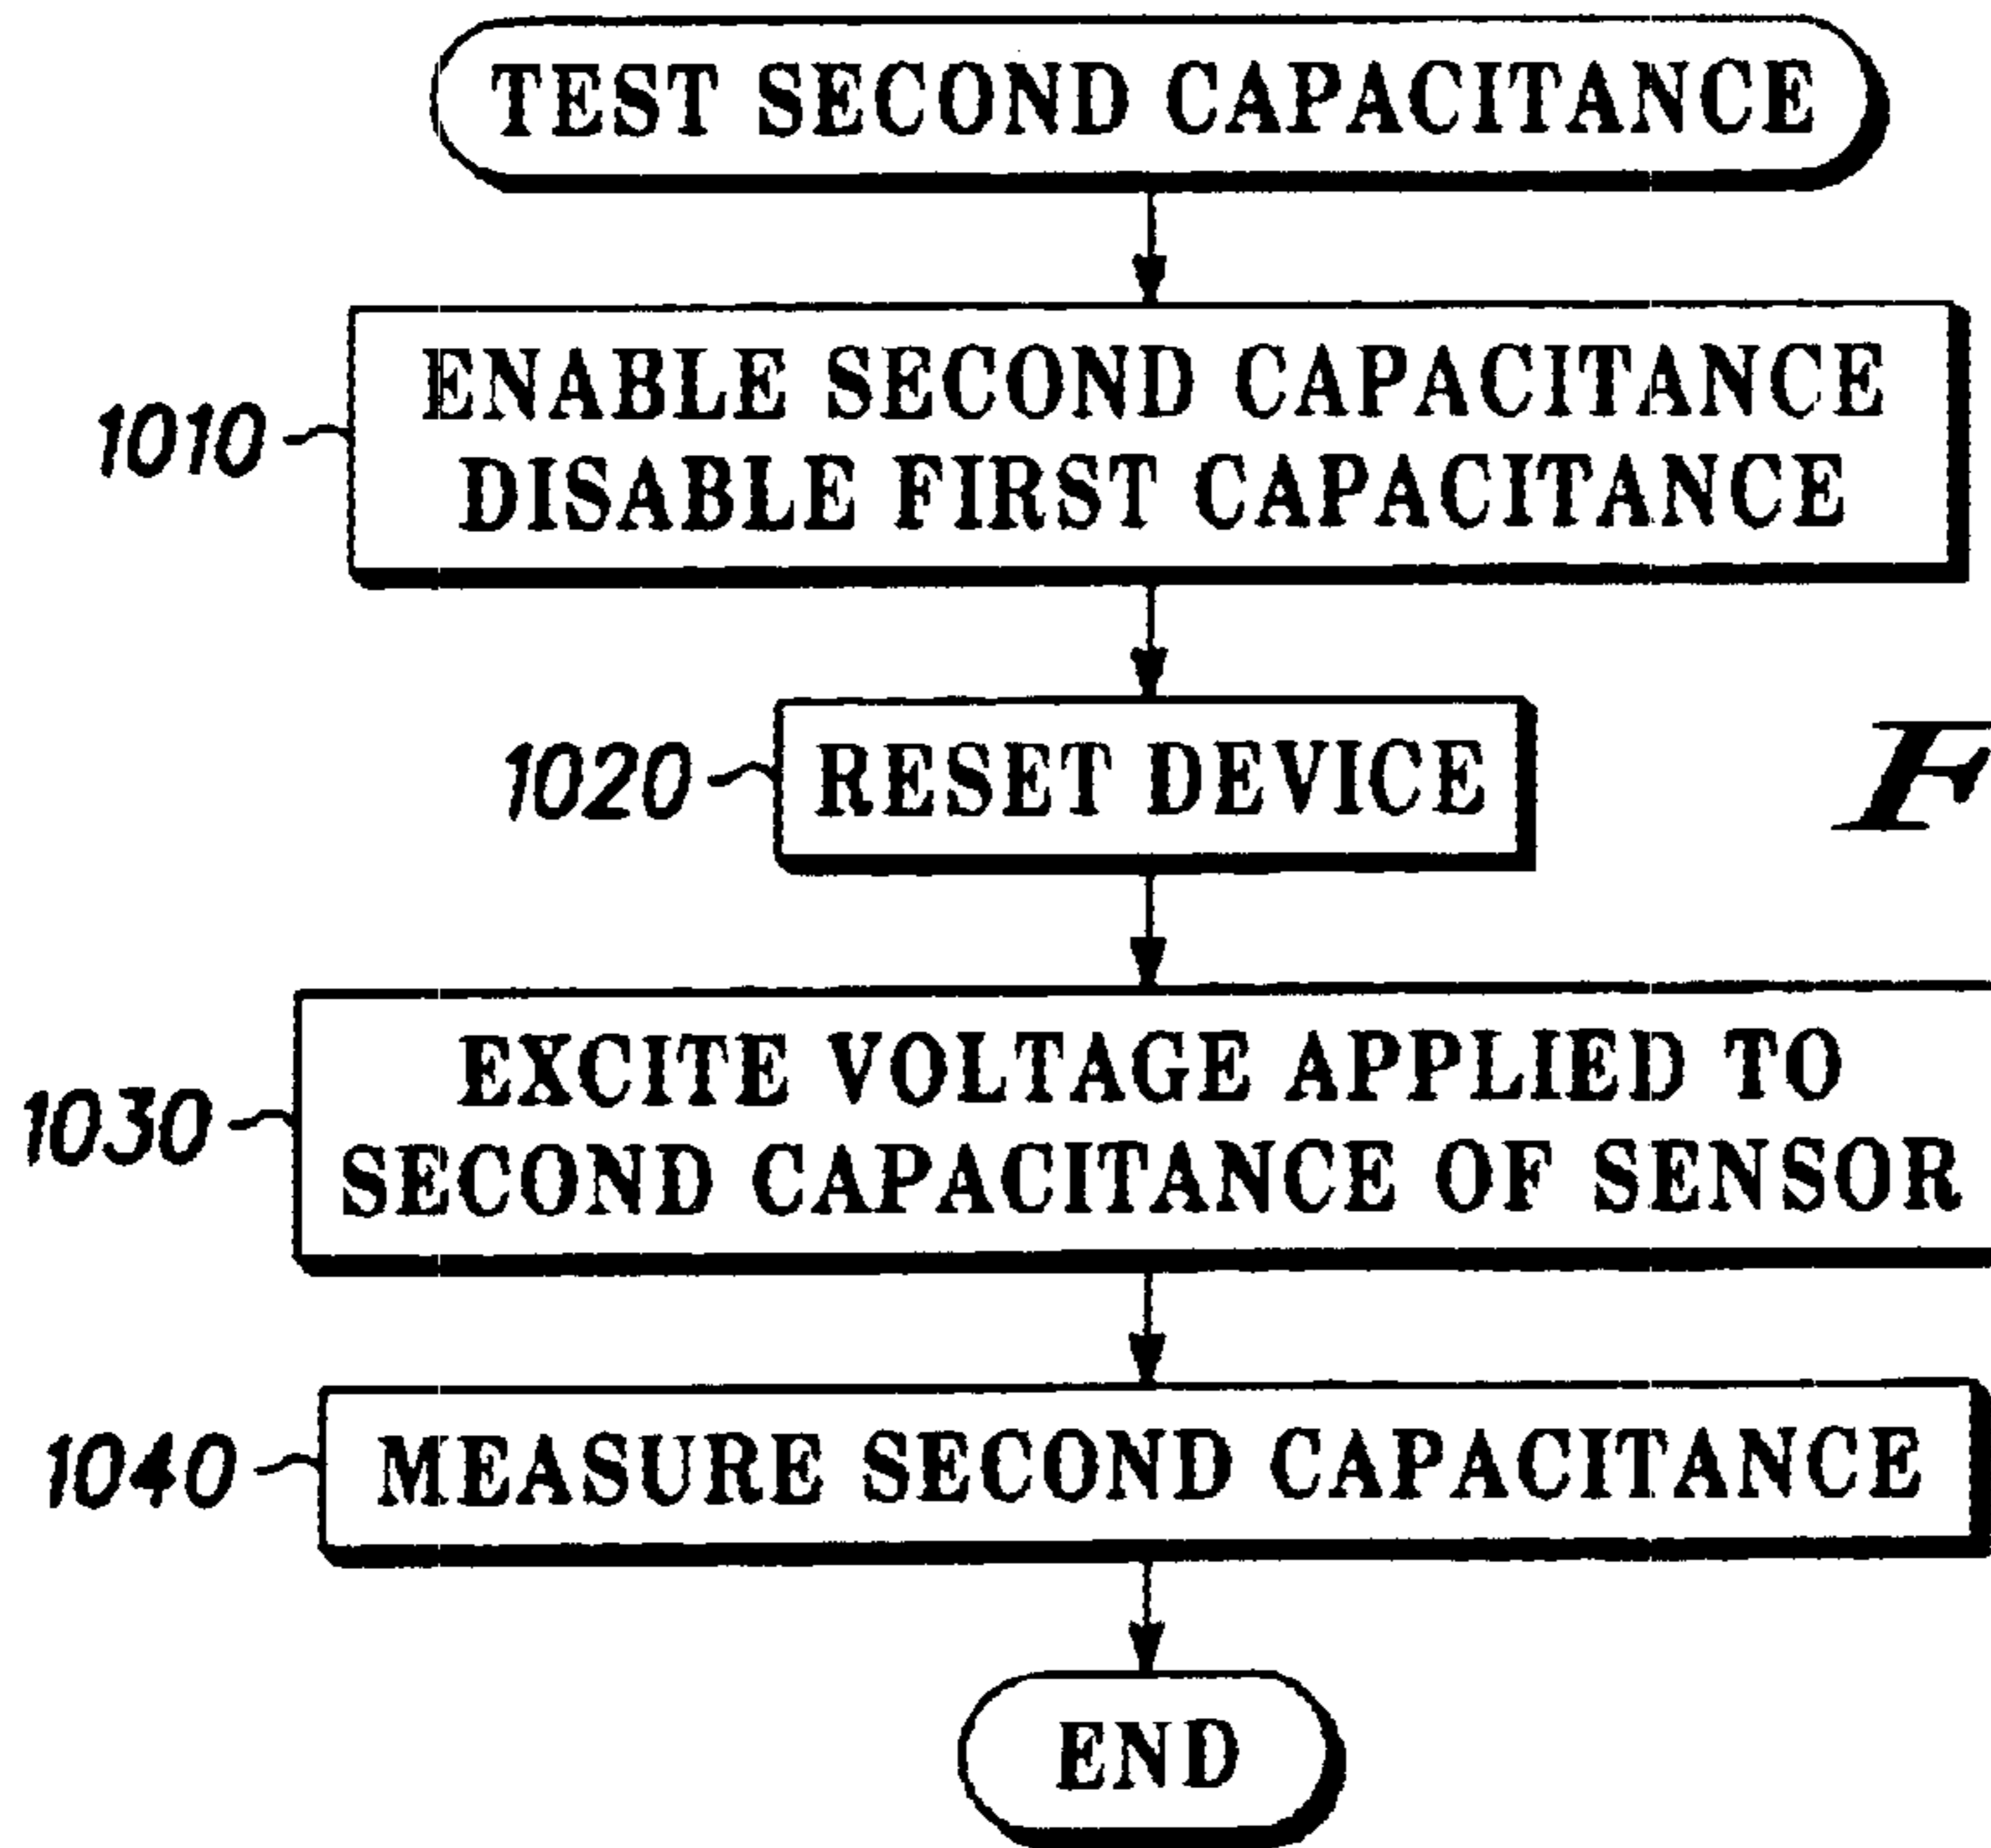 TEST SECOND CAPACITANCE
1010
ENABLE SECOND CAPACITANCE
DISABLE FIRST CAPACITANCE
1020
RESET DEVICE
F
1030
EXCITE VOLTAGE APPLIED TO
SECOND CAPACITANCE OF SENSOR
1040
MEASURE SECOND CAPACITANCE
END